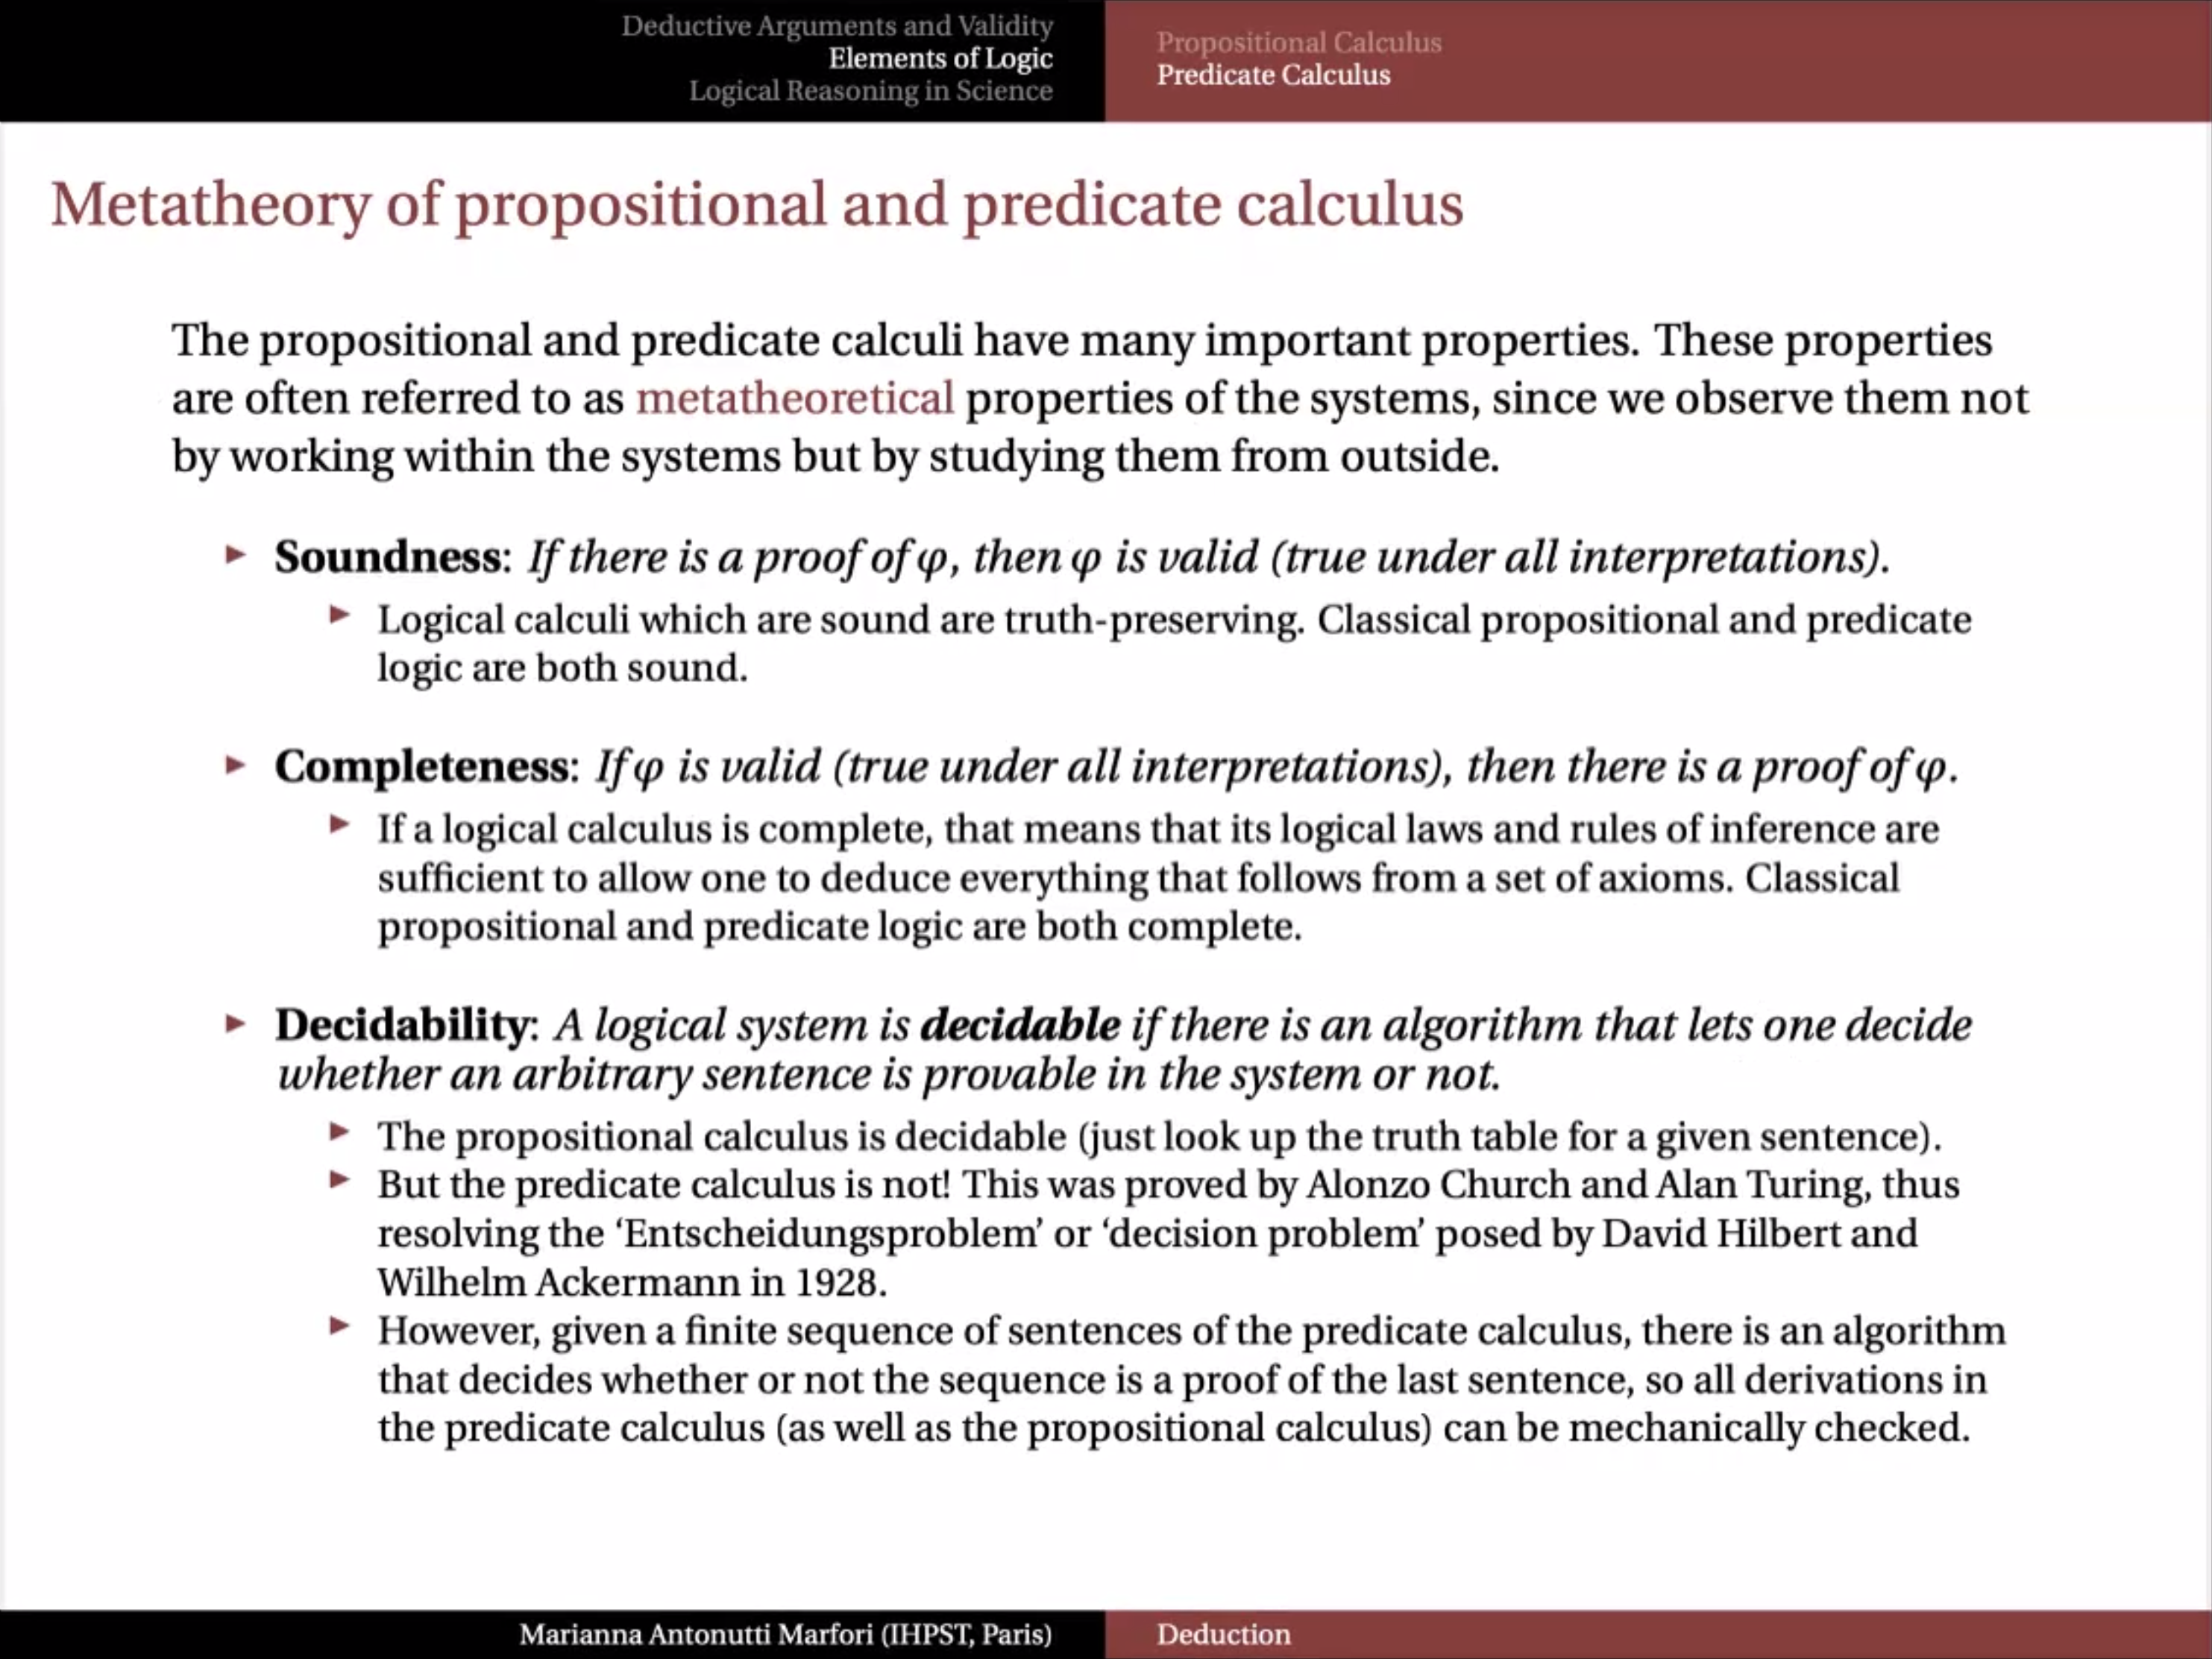 Deductive Arguments and Validity
Elements of Logic
Logical Reasoning in Science
Propositional Calculus
Predicate Calculus
Metatheory of propositional and predicate calculus
The propositional and predicate calculi have many important properties. These properties
are often referred to as metatheoretical properties of the systems, since we observe them not
by working within the systems but by studying them from outside.
▶ Soundness: If there is a proof of φ, then φ is valid (true under all interpretations).
▶ Logical calculi which are sound are truth-preserving. Classical propositional and predicate
logic are both sound.
▶ Completeness: If φ is valid (true under all interpretations), then there is a proof of φ.
▶ If a logical calculus is complete, that means that its logical laws and rules of inference are
sufficient to allow one to deduce everything that follows from a set of axioms. Classical
propositional and predicate logic are both complete.
▶ Decidability: A logical system is decidable if there is an algorithm that lets one decide
whether an arbitrary sentence is provable in the system or not.
▶ The propositional calculus is decidable (just look up the truth table for a given sentence).
▶ But the predicate calculus is not! This was proved by Alonzo Church and Alan Turing, thus
resolving the ‘Entscheidungsproblem’ or ‘decision problem’ posed by David Hilbert and
Wilhelm Ackermann in 1928.
▶ However, given a finite sequence of sentences of the predicate calculus, there is an algorithm
that decides whether or not the sequence is a proof of the last sentence, so all derivations in
the predicate calculus (as well as the propositional calculus) can be mechanically checked.
Marianna Antonutti Marfori (IHPST, Paris)
Deduction